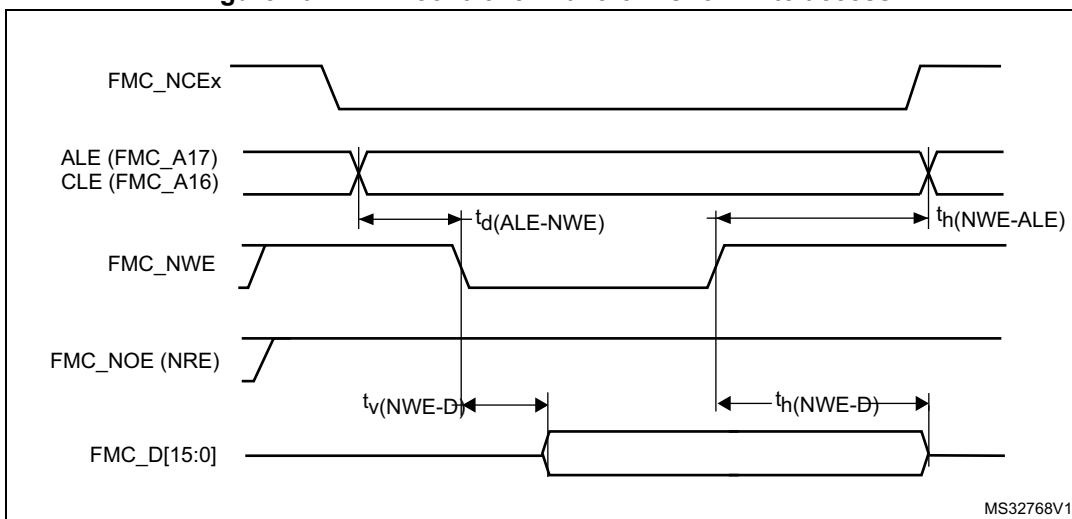 FMC_NCEx
ALE (FMC_A17)
CLE (FMC_A16)
td(ALE-NWE)
th(NWE-ALE)
FMC_NWE
FMC_NOE (NRE)
tv(NWE-D)
th(NWE-D)
FMC_D[15:0]
MS32768V1